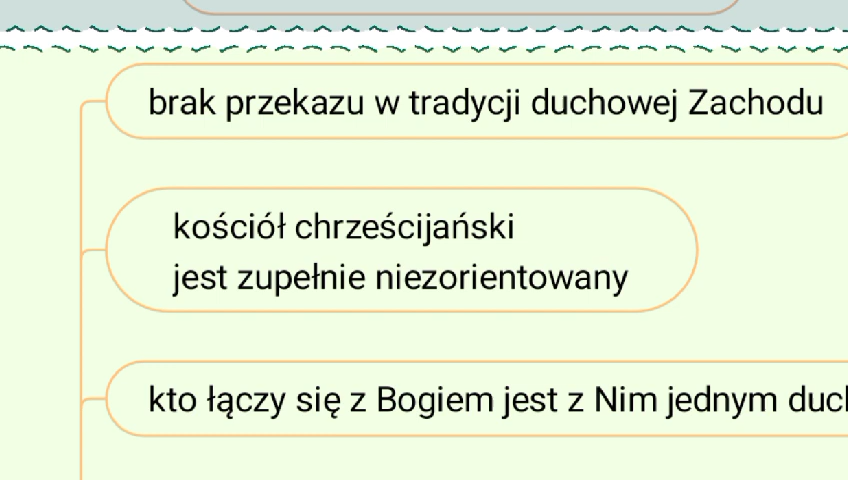 brak przekazu w tradycji duchowej Zachodu
kościół chrześcijański
jest zupełnie niezorientowany
kto łączy się z Bogiem jest z Nim jednym